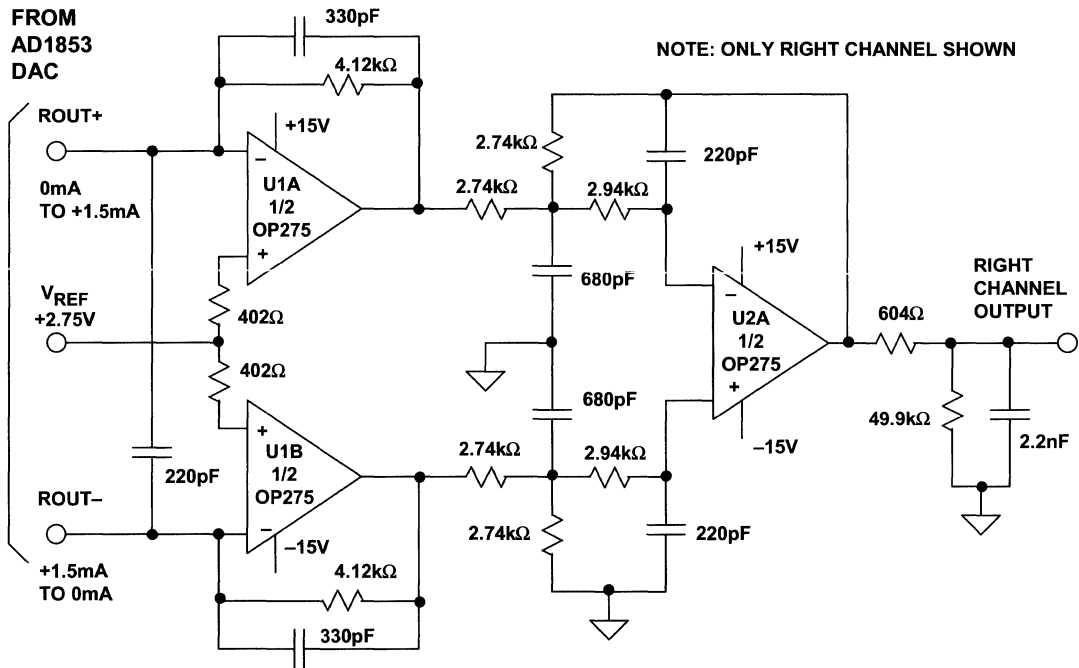 FROM
AD1853
DAC
330pF
4.12kΩ
NOTE: ONLY RIGHT CHANNEL SHOWN
ROUT+
+15V
–
U1A
1/2
OP275
+
0mA
TO +1.5mA
2.74kΩ
220pF
2.74kΩ
2.94kΩ
VREF
+2.75V
402Ω
402Ω
680pF
680pF
+15V
–
U2A
1/2
OP275
+
–15V
604Ω
RIGHT
CHANNEL
OUTPUT
49.9kΩ
2.2nF
+
U1B
1/2
OP275
–
–15V
220pF
2.74kΩ
2.94kΩ
2.74kΩ
220pF
ROUT–
+1.5mA
TO 0mA
4.12kΩ
330pF